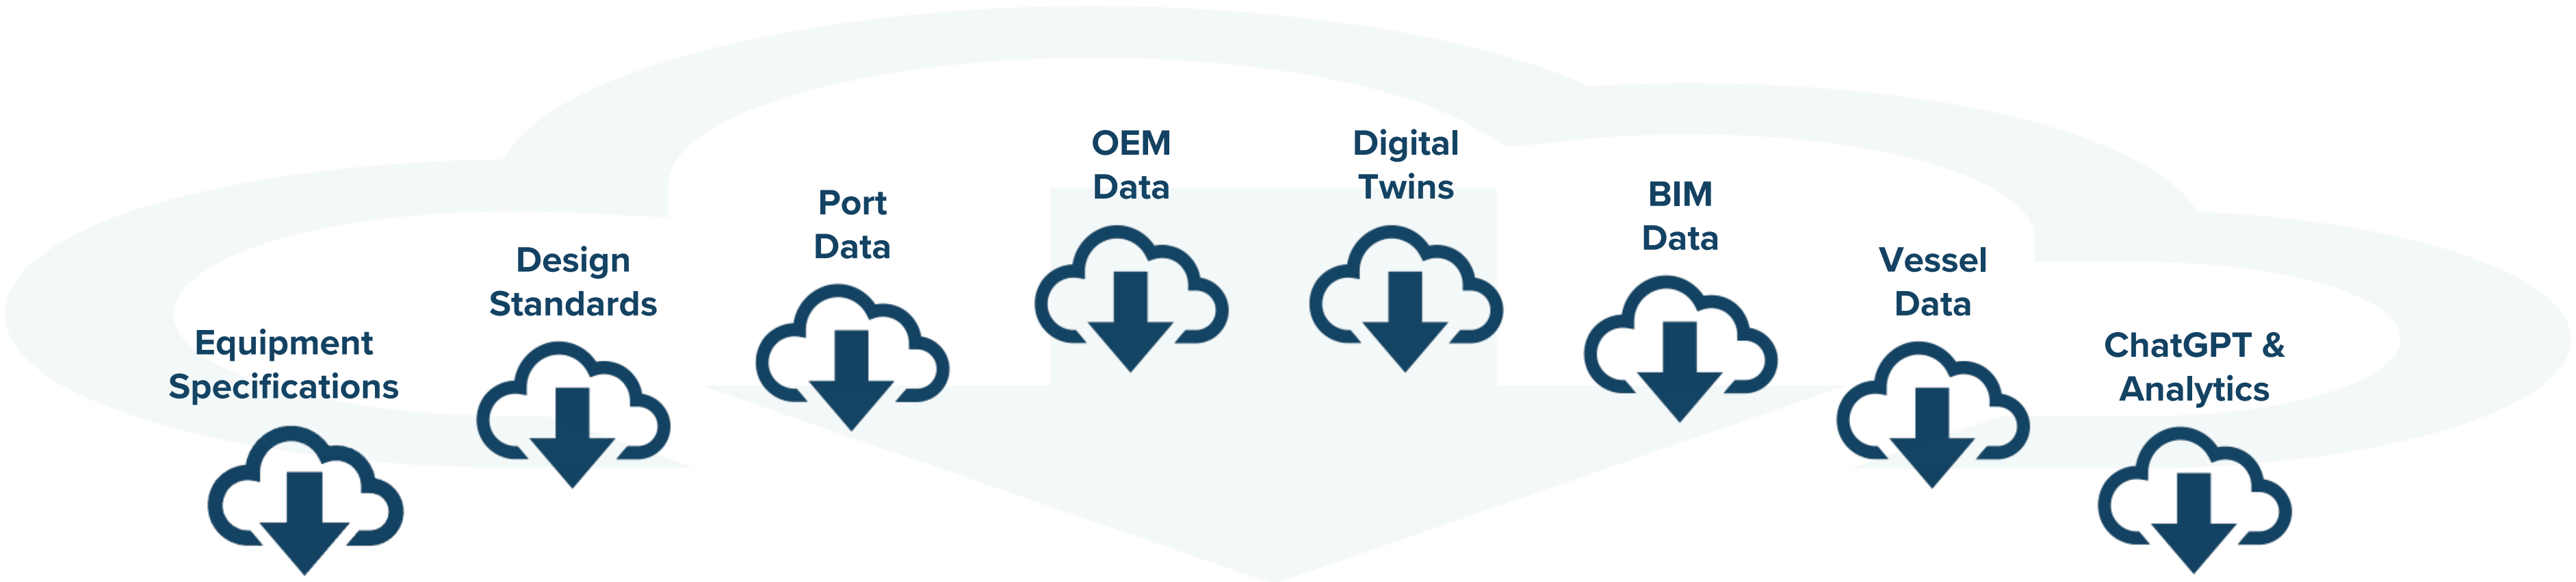 Equipment
Specifications
Design
Standards
Port
Data
OEM
Data
Digital
Twins
BIM
Data
Vessel
Data
ChatGPT &
Analytics